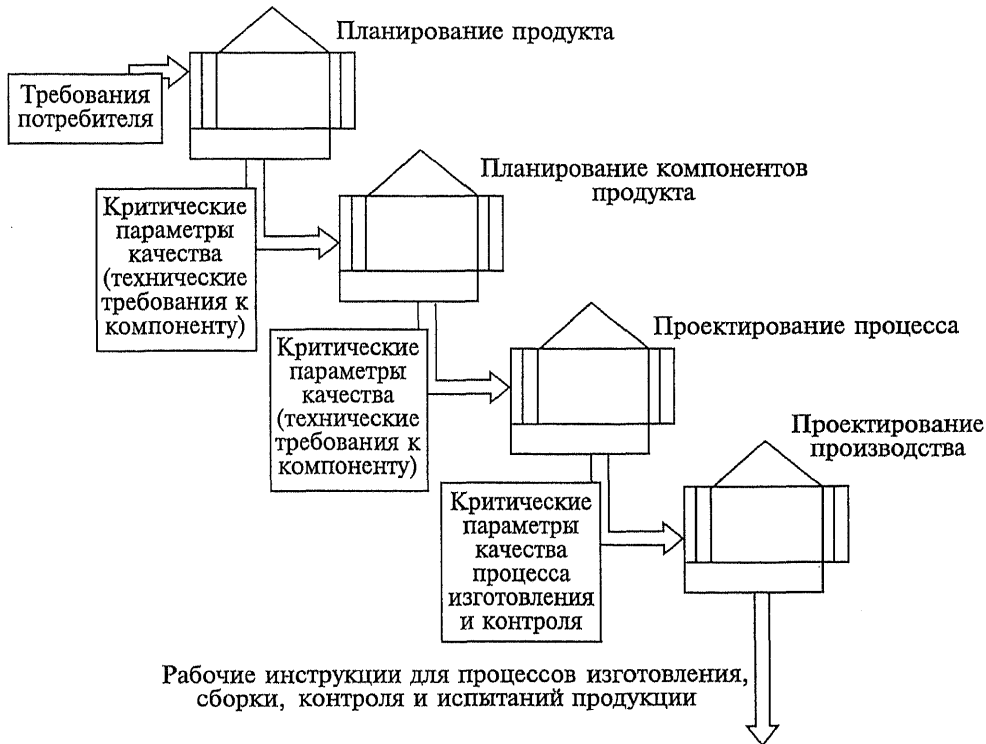 Планирование продукта
Требования
потребителя
Планирование компонентов
продукта
Критические
параметры
качества
(технические
требования к
компоненту)
Проектирование процесса
Критические
параметры
качества
(технические
требования к
компоненту)
Проектирование
производства
Критические
параметры
качества
процесса
изготовления
и контроля
Рабочие инструкции для процессов изготовления,
сборки, контроля и испытаний продукции